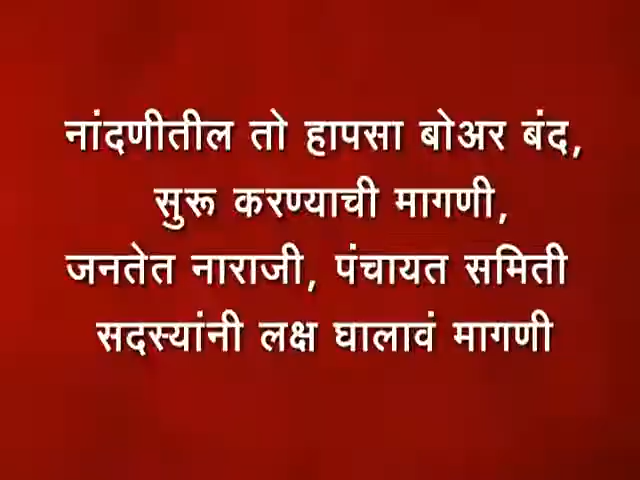 नांदणीतील तो हापसा बोअर बंद,
सुरू करण्याची मागणी,
जनतेत नाराजी, पंचायत समिती
सदस्यांनी लक्ष घालावं मागणी